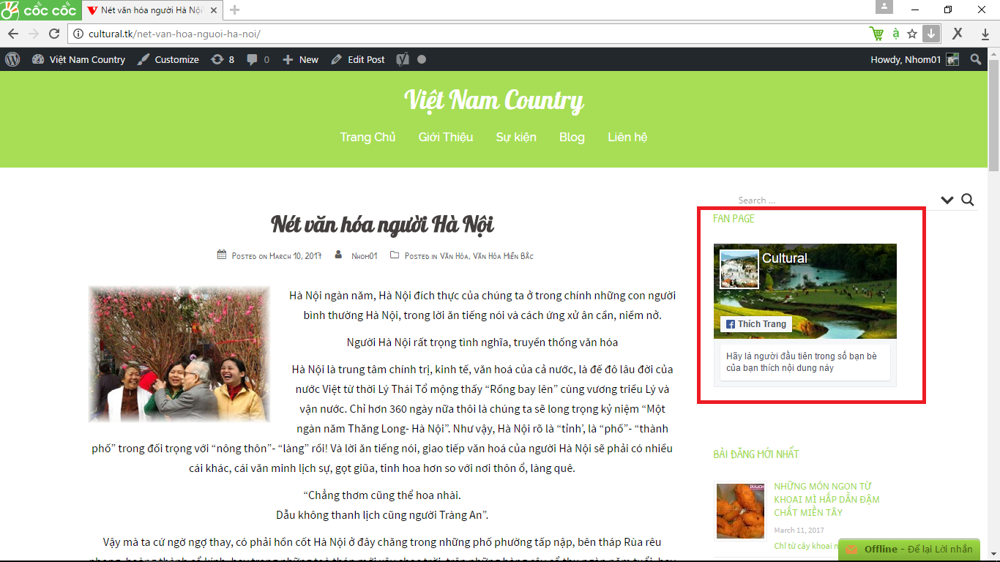 cốc cốc
Nét văn hóa người Hà Nội
cultural.tk/net-van-hoa-nguoi-ha-noi/
Việt Nam Country
Customize
8
0
New
Edit Post
Howdy, Nhom01
Việt Nam Country
Trang Chủ
Giới Thiệu
Sự kiện
Blog
Liên hệ
Search ...
Nét văn hóa người Hà Nội
Posted on March 10, 2017
Nhom01
Posted in Văn Hóa, Văn Hóa Miền Bắc
Hà Nội ngàn năm, Hà Nội đích thực của chúng ta ở trong chính những con người
bình thường Hà Nội, trong lời ăn tiếng nói và cách ứng xử ân cần, niềm nở.
Người Hà Nội rất trọng tình nghĩa, truyền thống văn hóa
Hà Nội là trung tâm chính trị, kinh tế, văn hoá của cả nước, là đế đô lâu đời của
nước Việt từ thời Lý Thái Tổ mộng thấy “Rồng bay lên” cùng vương triều Lý và
vận nước. Chỉ hơn 360 ngày nữa thôi là chúng ta sẽ long trọng kỷ niệm “Một
ngàn năm Thăng Long- Hà Nội”. Như vậy, Hà Nội rõ là “tỉnh’, là “phố”- “thành
phố” trong đối trọng với “nông thôn”- “làng” rồi! Và lời ăn tiếng nói, giao tiếp văn hoá của người Hà Nội sẽ phải có nhiều
cái khác, cái văn minh lịch sự, gọt giũa, tinh hoa hơn so với nơi thôn ổ, làng quê.
“Chẳng thơm cũng thể hoa nhài.
Dẫu không thanh lịch cũng người Tràng An”.
Vậy mà ta cứ ngờ ngợ thay, có phải hồn cốt Hà Nội ở đây chăng trong những phố phường tấp nập, bên tháp Rùa rêu
FAN PAGE
Cultural
Thích Trang
Hãy là người đầu tiên trong số bạn bè
của bạn thích nội dung này
BÀI ĐĂNG MỚI NHẤT
DULICH
NHỮNG MÓN NGON TỪ
KHOAI MÌ HẤP DẪN ĐẬM
CHẤT MIỀN TÂY
March 11, 2017
Chỉ từ cây khoai m
Offline - Để lại Lời nhắn